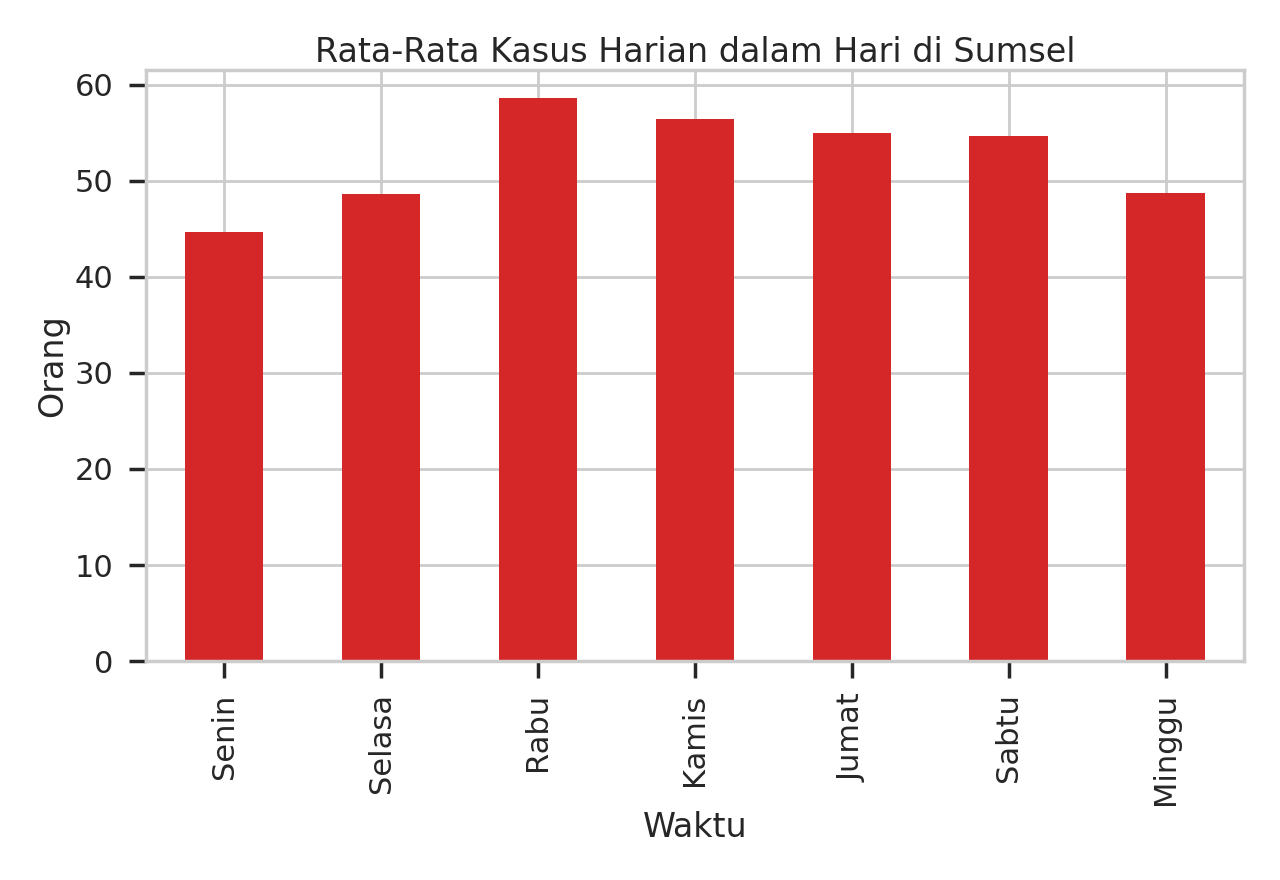 Rata-Rata Kasus Harian dalam Hari di Sumsel
60
50
40
30
20
10
0
Orang
Senin
Selasa
Rabu
Kamis
Jumat
Sabtu
Minggu
Waktu